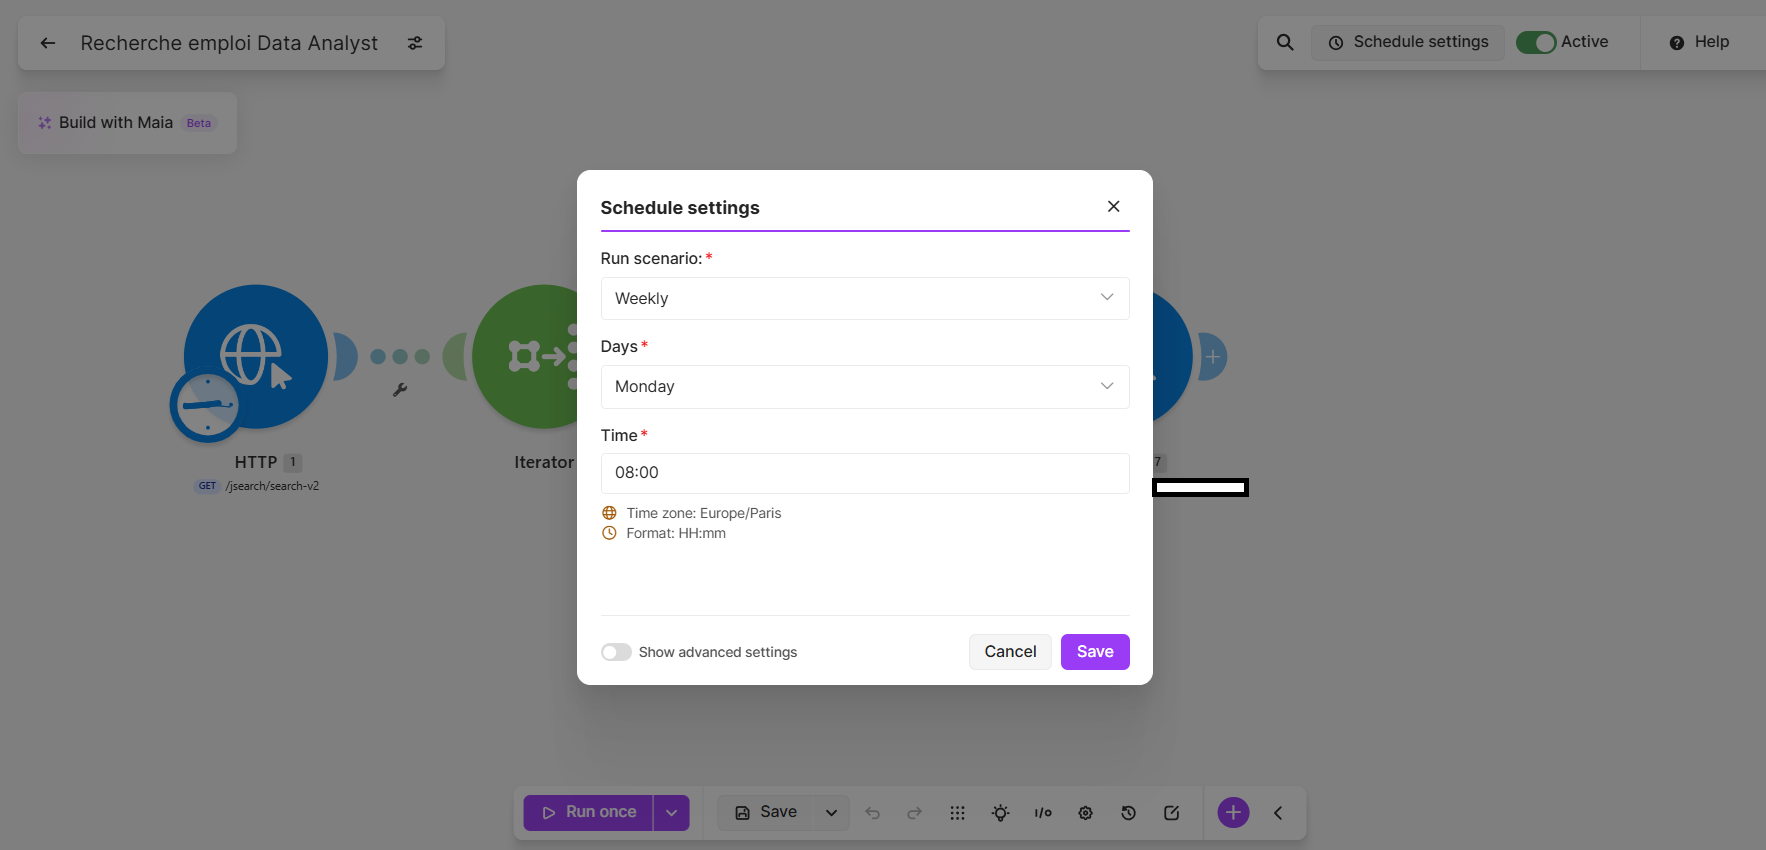 Recherche emploi Data Analyst
Schedule settings
Active
Help
Build with Maia Beta
Schedule settings
Run scenario: *
Weekly
Days *
Monday
Time *
08:00
Time zone: Europe/Paris
Format: HH:mm
Show advanced settings
Cancel
Save
HTTP 1
GET /jsearch/search-v2
Iterator
7
Run once
Save